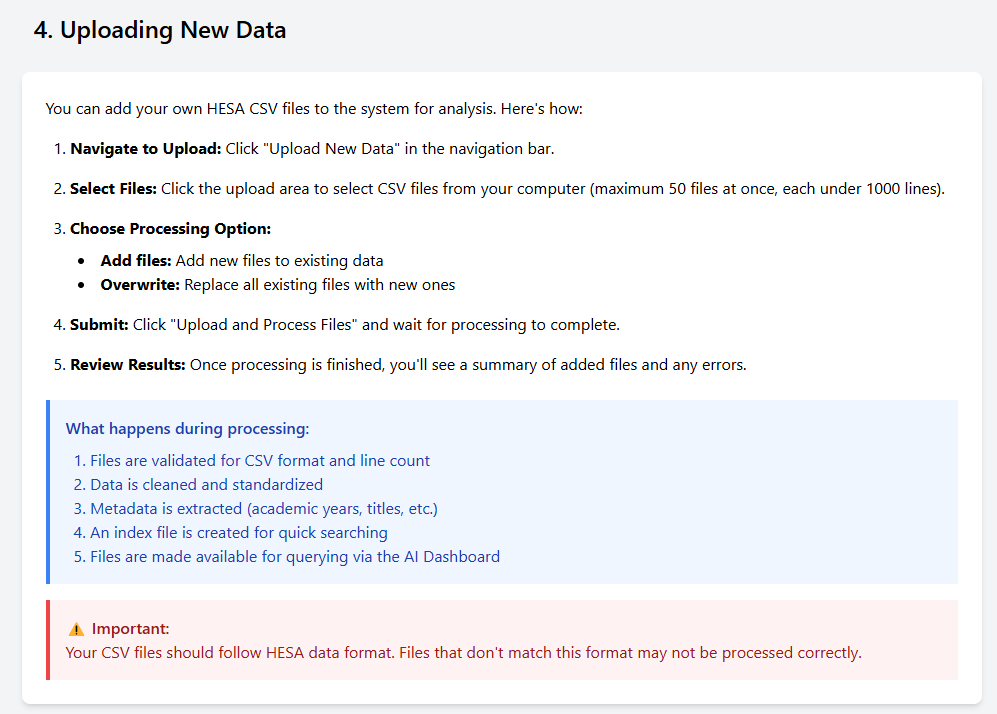 4. Uploading New Data
You can add your own HESA CSV files to the system for analysis. Here's how:
1. Navigate to Upload: Click "Upload New Data" in the navigation bar.
2. Select Files: Click the upload area to select CSV files from your computer (maximum 50 files at once, each under 1000 lines).
3. Choose Processing Option:
• Add files: Add new files to existing data
• Overwrite: Replace all existing files with new ones
4. Submit: Click "Upload and Process Files" and wait for processing to complete.
5. Review Results: Once processing is finished, you'll see a summary of added files and any errors.
What happens during processing:
1. Files are validated for CSV format and line count
2. Data is cleaned and standardized
3. Metadata is extracted (academic years, titles, etc.)
4. An index file is created for quick searching
5. Files are made available for querying via the AI Dashboard
⚠️ Important:
Your CSV files should follow HESA data format. Files that don't match this format may not be processed correctly.